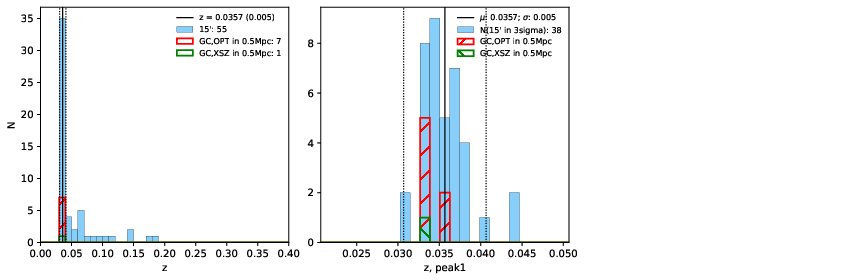 z = 0.0357 (0.005)
15': 55
GC,OPT in 0.5Mpc: 7
GC,XSZ in 0.5Mpc: 1
N
35
30
25
20
15
10
5
0
0.00 0.05 0.10 0.15 0.20 0.25 0.30 0.35 0.40
z
μ: 0.0357; σ: 0.005
N(15' in 3sigma): 38
GC,OPT in 0.5Mpc
GC,XSZ in 0.5Mpc
8
6
4
2
0
0.025 0.030 0.035 0.040 0.045 0.050
z, peak1